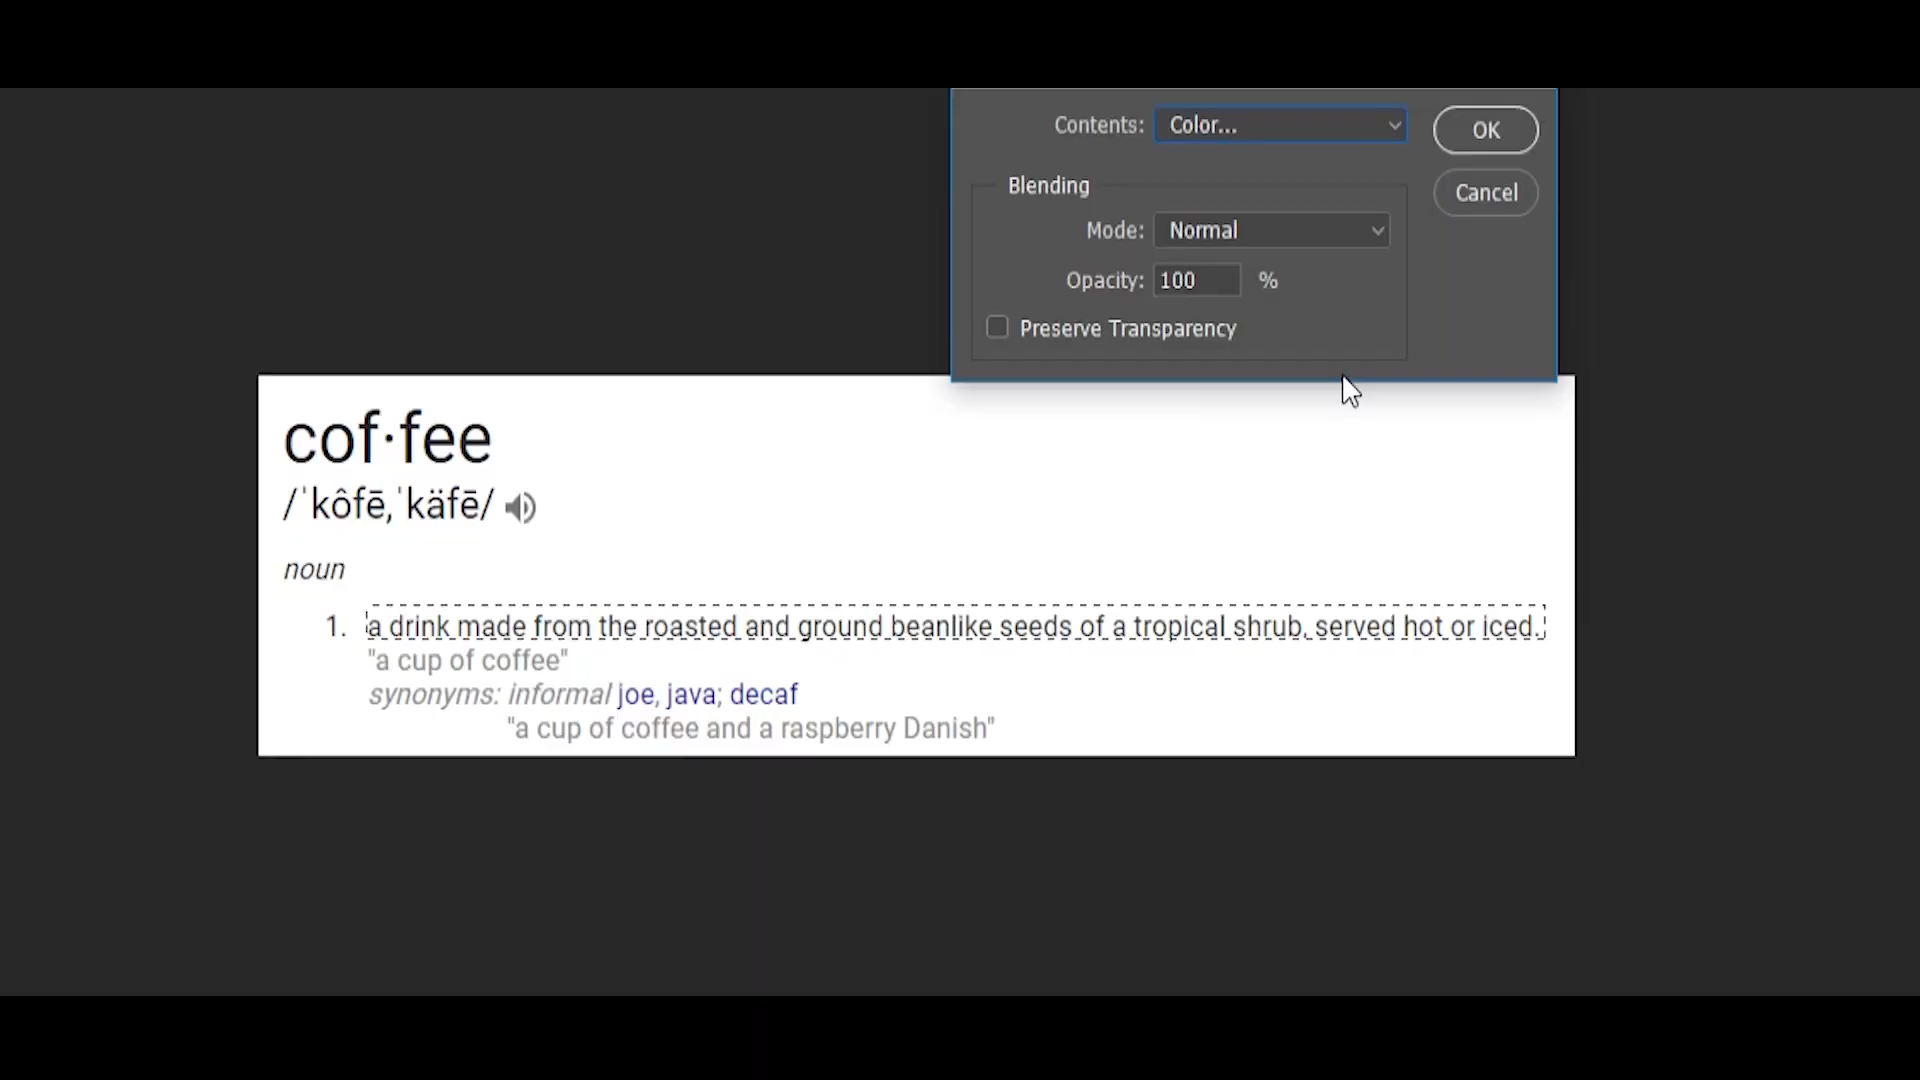 Contents: Color...
OK
Blending
Cancel
Mode: Normal
Opacity: 100 %
Preserve Transparency
cof·fee
/ˈkôfē,ˈkäfē/
noun
1. a drink made from the roasted and ground beanlike seeds of a tropical shrub, served hot or iced.
"a cup of coffee"
synonyms: informal joe, java; decaf
"a cup of coffee and a raspberry Danish"